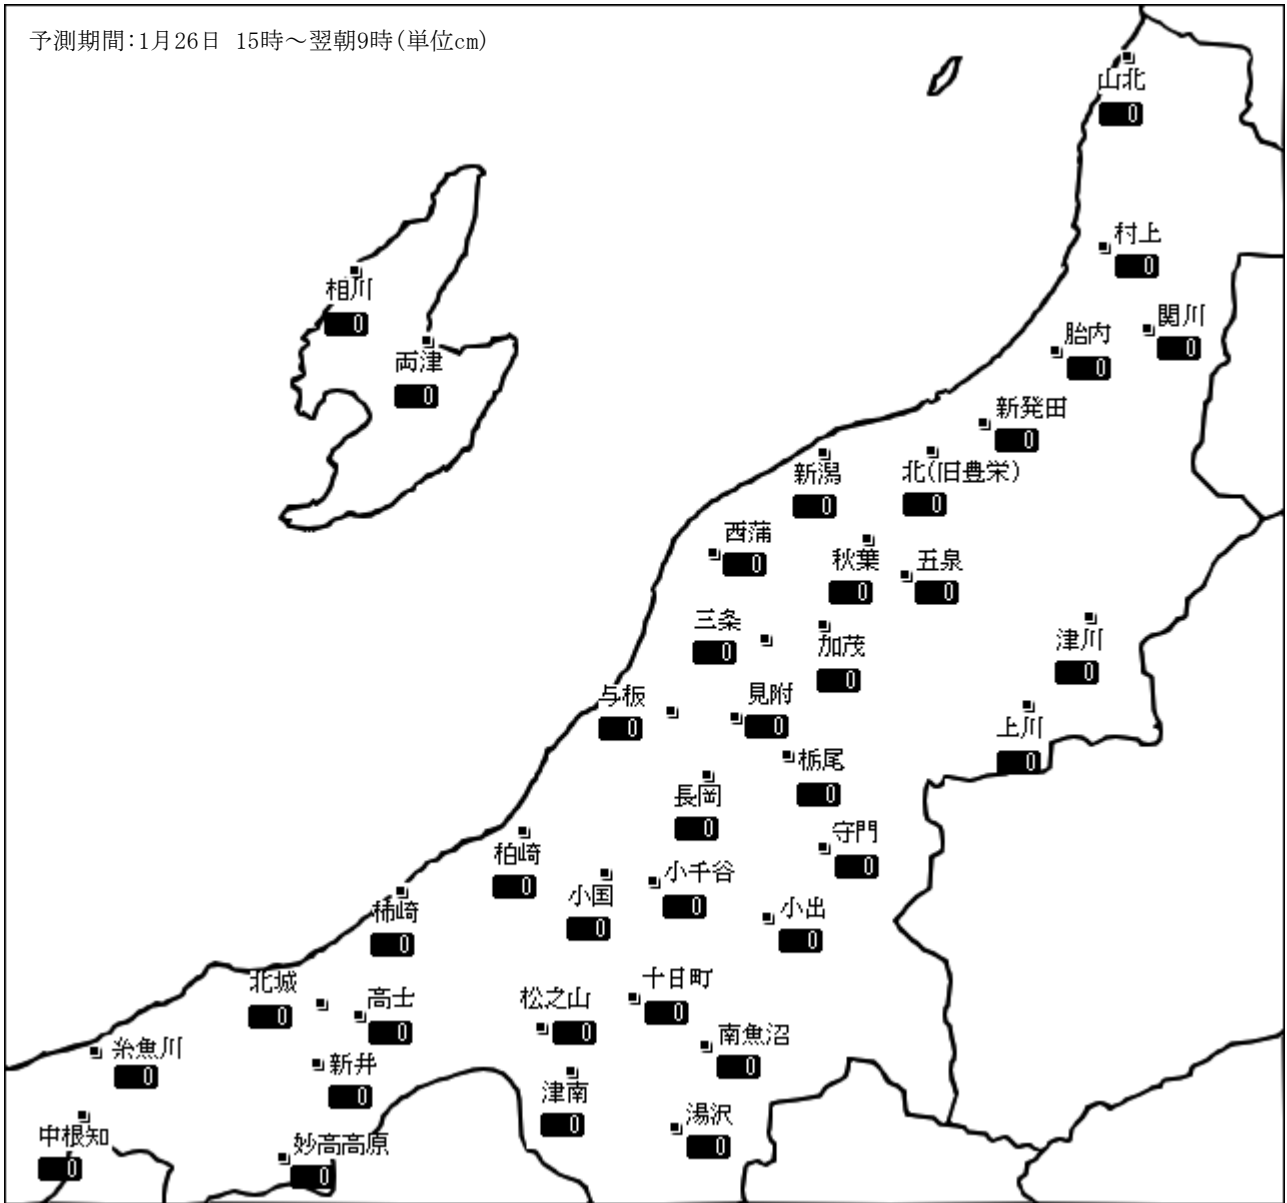 予測期間:1月26日 15時～翌朝9時(単位cm)
山北
0
村上
0
相川
0
関川
0
胎内
0
両津
0
新発田
0
新潟
0
北(旧豊栄)
0
西蒲
0
秋葉
0
五泉
0
三条
0
加茂
0
津川
0
与板
0
見附
0
上川
0
栃尾
0
長岡
0
守門
0
柏崎
0
小千谷
0
小国
0
小出
0
柿崎
0
北城
0
高士
0
松之山
0
十日町
0
南魚沼
0
糸魚川
0
新井
0
津南
0
湯沢
0
中根知
0
妙高高原
0